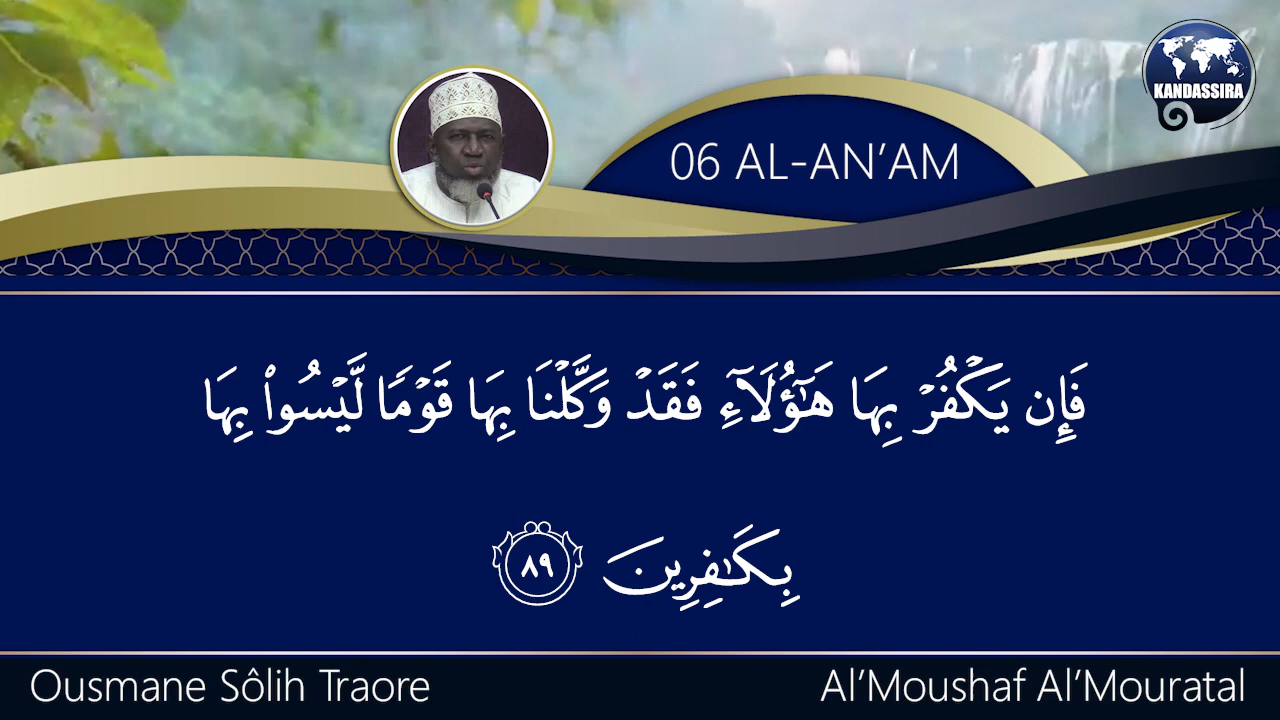 KANDASSIRA
06 AL-AN’AM
فَإِن يَكۡفُرۡ بِهَا هَٰٓؤُلَآءِ فَقَدۡ وَكَّلۡنَا بِهَا قَوۡمٗا لَّيۡسُواْ بِهَا
بِكَٰفِرِينَ ٨٩
Ousmane Sôlih Traore
Al’Moushaf Al’Mouratal